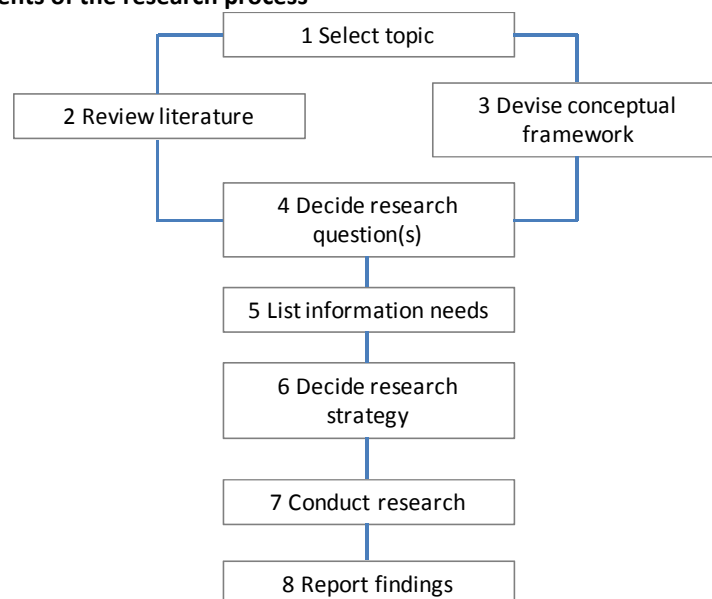 of the research process
1 Select topic
2 Review literature
3 Devise conceptual
framework
4 Decide research
question(s)
5 List information needs
6 Decide research
strategy
7 Conduct research
8 Report findings